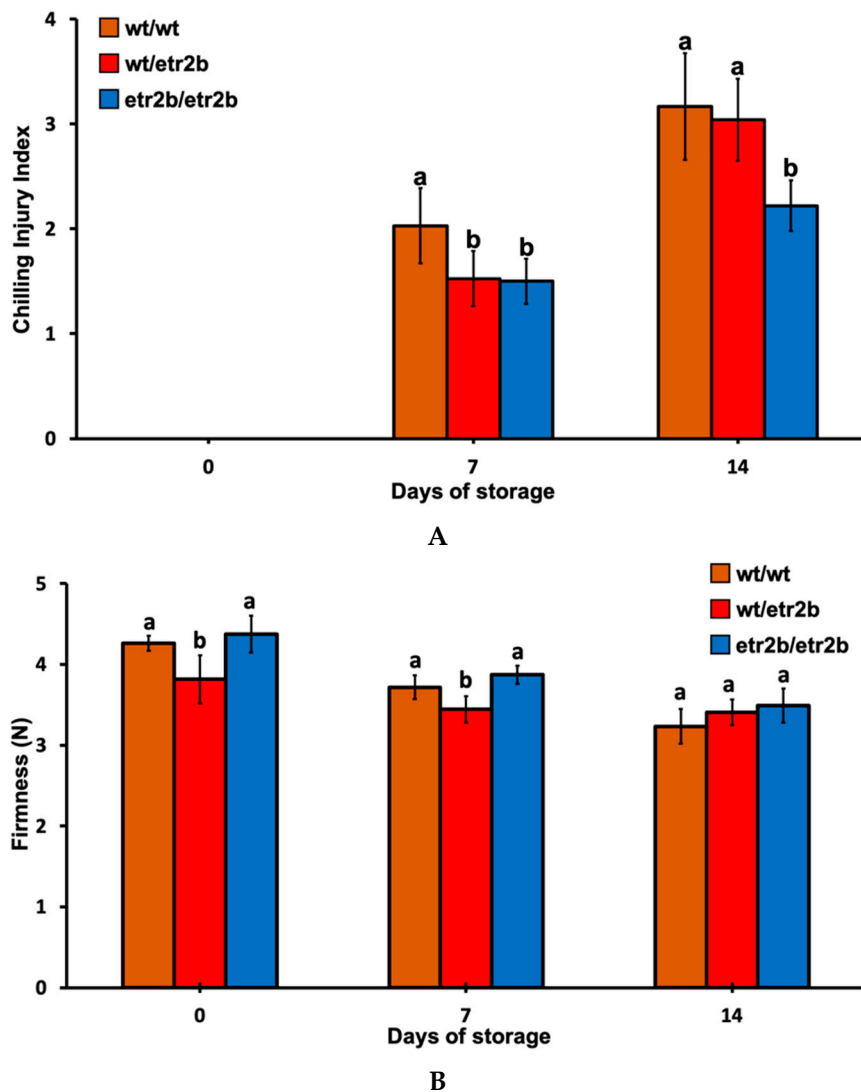 4
wt/wt
wt/etr2b
etr2b/etr2b
a
a
3
a
b
2
b
b
1
0
Chilling Injury Index
0
7
14
Days of storage
A
5
wt/wt
wt/etr2b
etr2b/etr2b
a
b
a
4
a
b
a
a
a
a
3
2
1
0
Firmness (N)
0
7
14
Days of storage
B